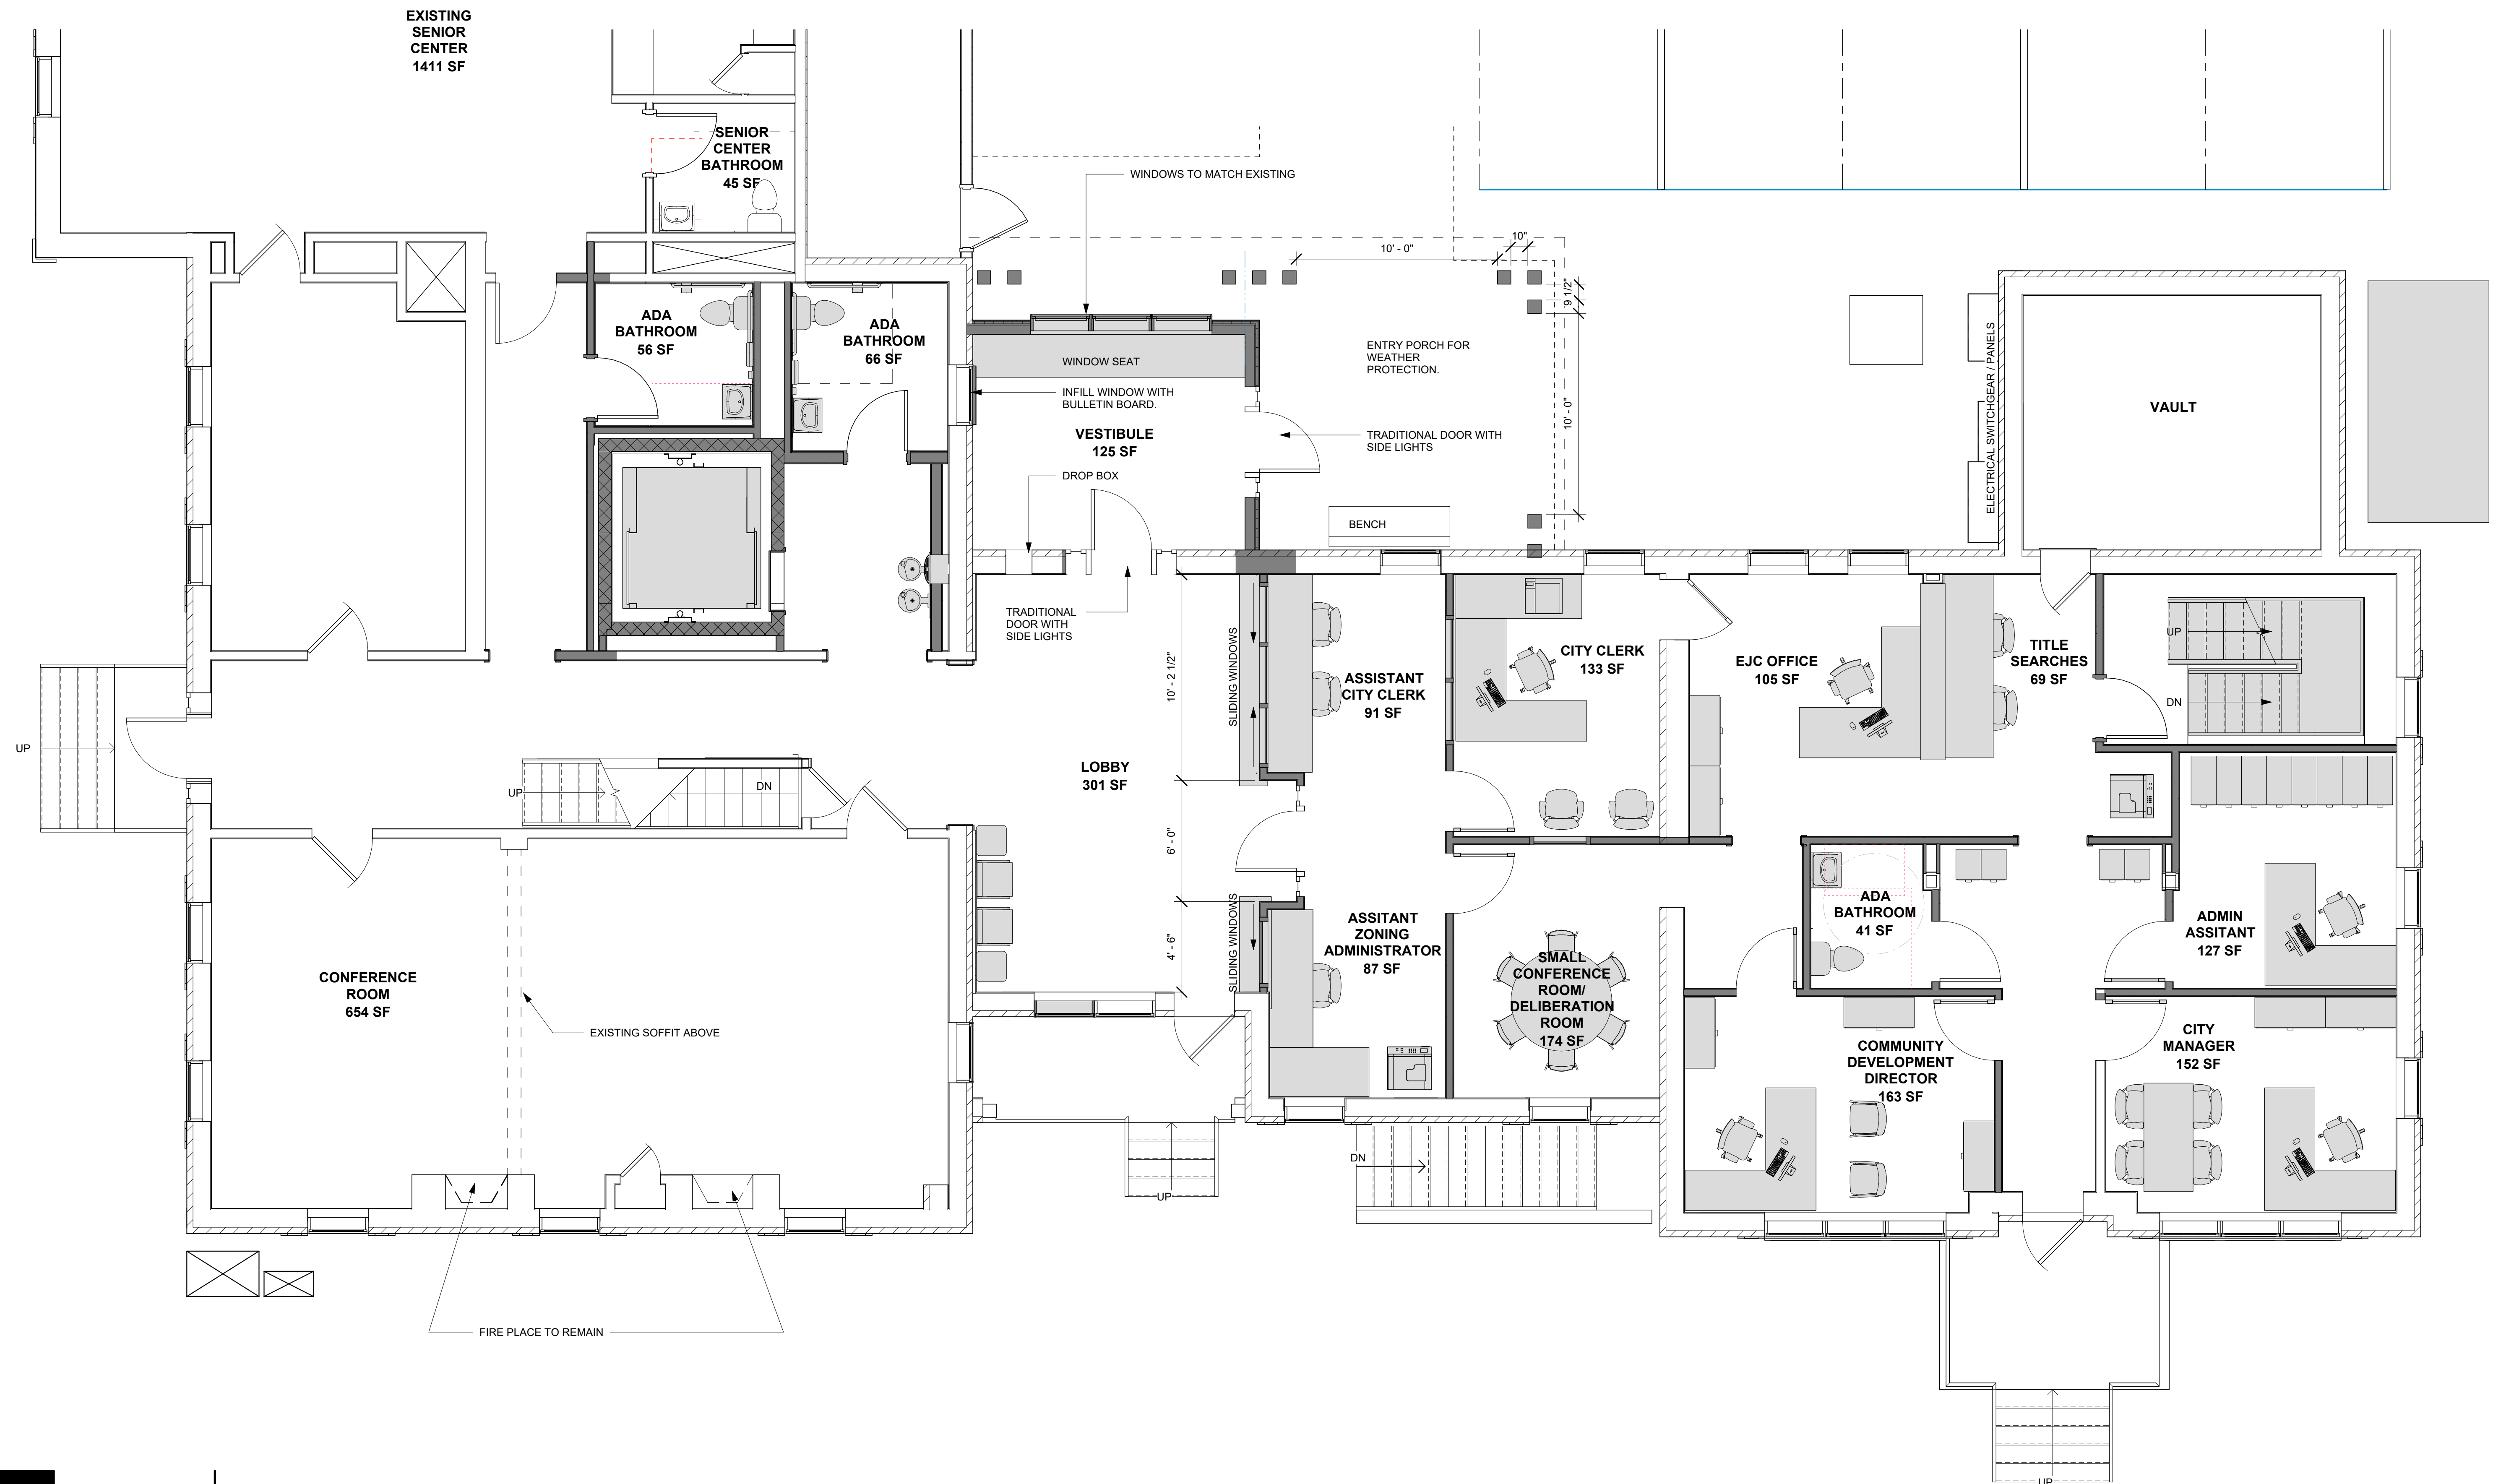 EXISTING
SENIOR
CENTER
1411 SF
SENIOR
CENTER
BATHROOM
45 SF
WINDOWS TO MATCH EXISTING
10' - 0"
10"
9 1/2"
10' - 0"
ADA
BATHROOM
56 SF
ADA
BATHROOM
66 SF
WINDOW SEAT
INFILL WINDOW WITH
BULLETIN BOARD.
VESTIBULE
125 SF
DROP BOX
ENTRY PORCH FOR
WEATHER
PROTECTION.
TRADITIONAL DOOR WITH
SIDE LIGHTS
BENCH
ELECTRICAL SWITCHGEAR / PANELS
VAULT
TRADITIONAL
DOOR WITH
SIDE LIGHTS
10' - 2 1/2"
SLIDING WINDOWS
ASSISTANT
CITY CLERK
91 SF
CITY CLERK
133 SF
EJC OFFICE
105 SF
TITLE
SEARCHES
69 SF
UP
DN
UP
UP
DN
LOBBY
301 SF
6' - 0"
4' - 6"
SLIDING WINDOWS
ASSITANT
ZONING
ADMINISTRATOR
87 SF
SMALL
CONFERENCE
ROOM/
DELIBERATION
ROOM
174 SF
ADA
BATHROOM
41 SF
ADMIN
ASSITANT
127 SF
CONFERENCE
ROOM
654 SF
EXISTING SOFFIT ABOVE
COMMUNITY
DEVELOPMENT
DIRECTOR
163 SF
CITY
MANAGER
152 SF
DN
UP
FIRE PLACE TO REMAIN
UP